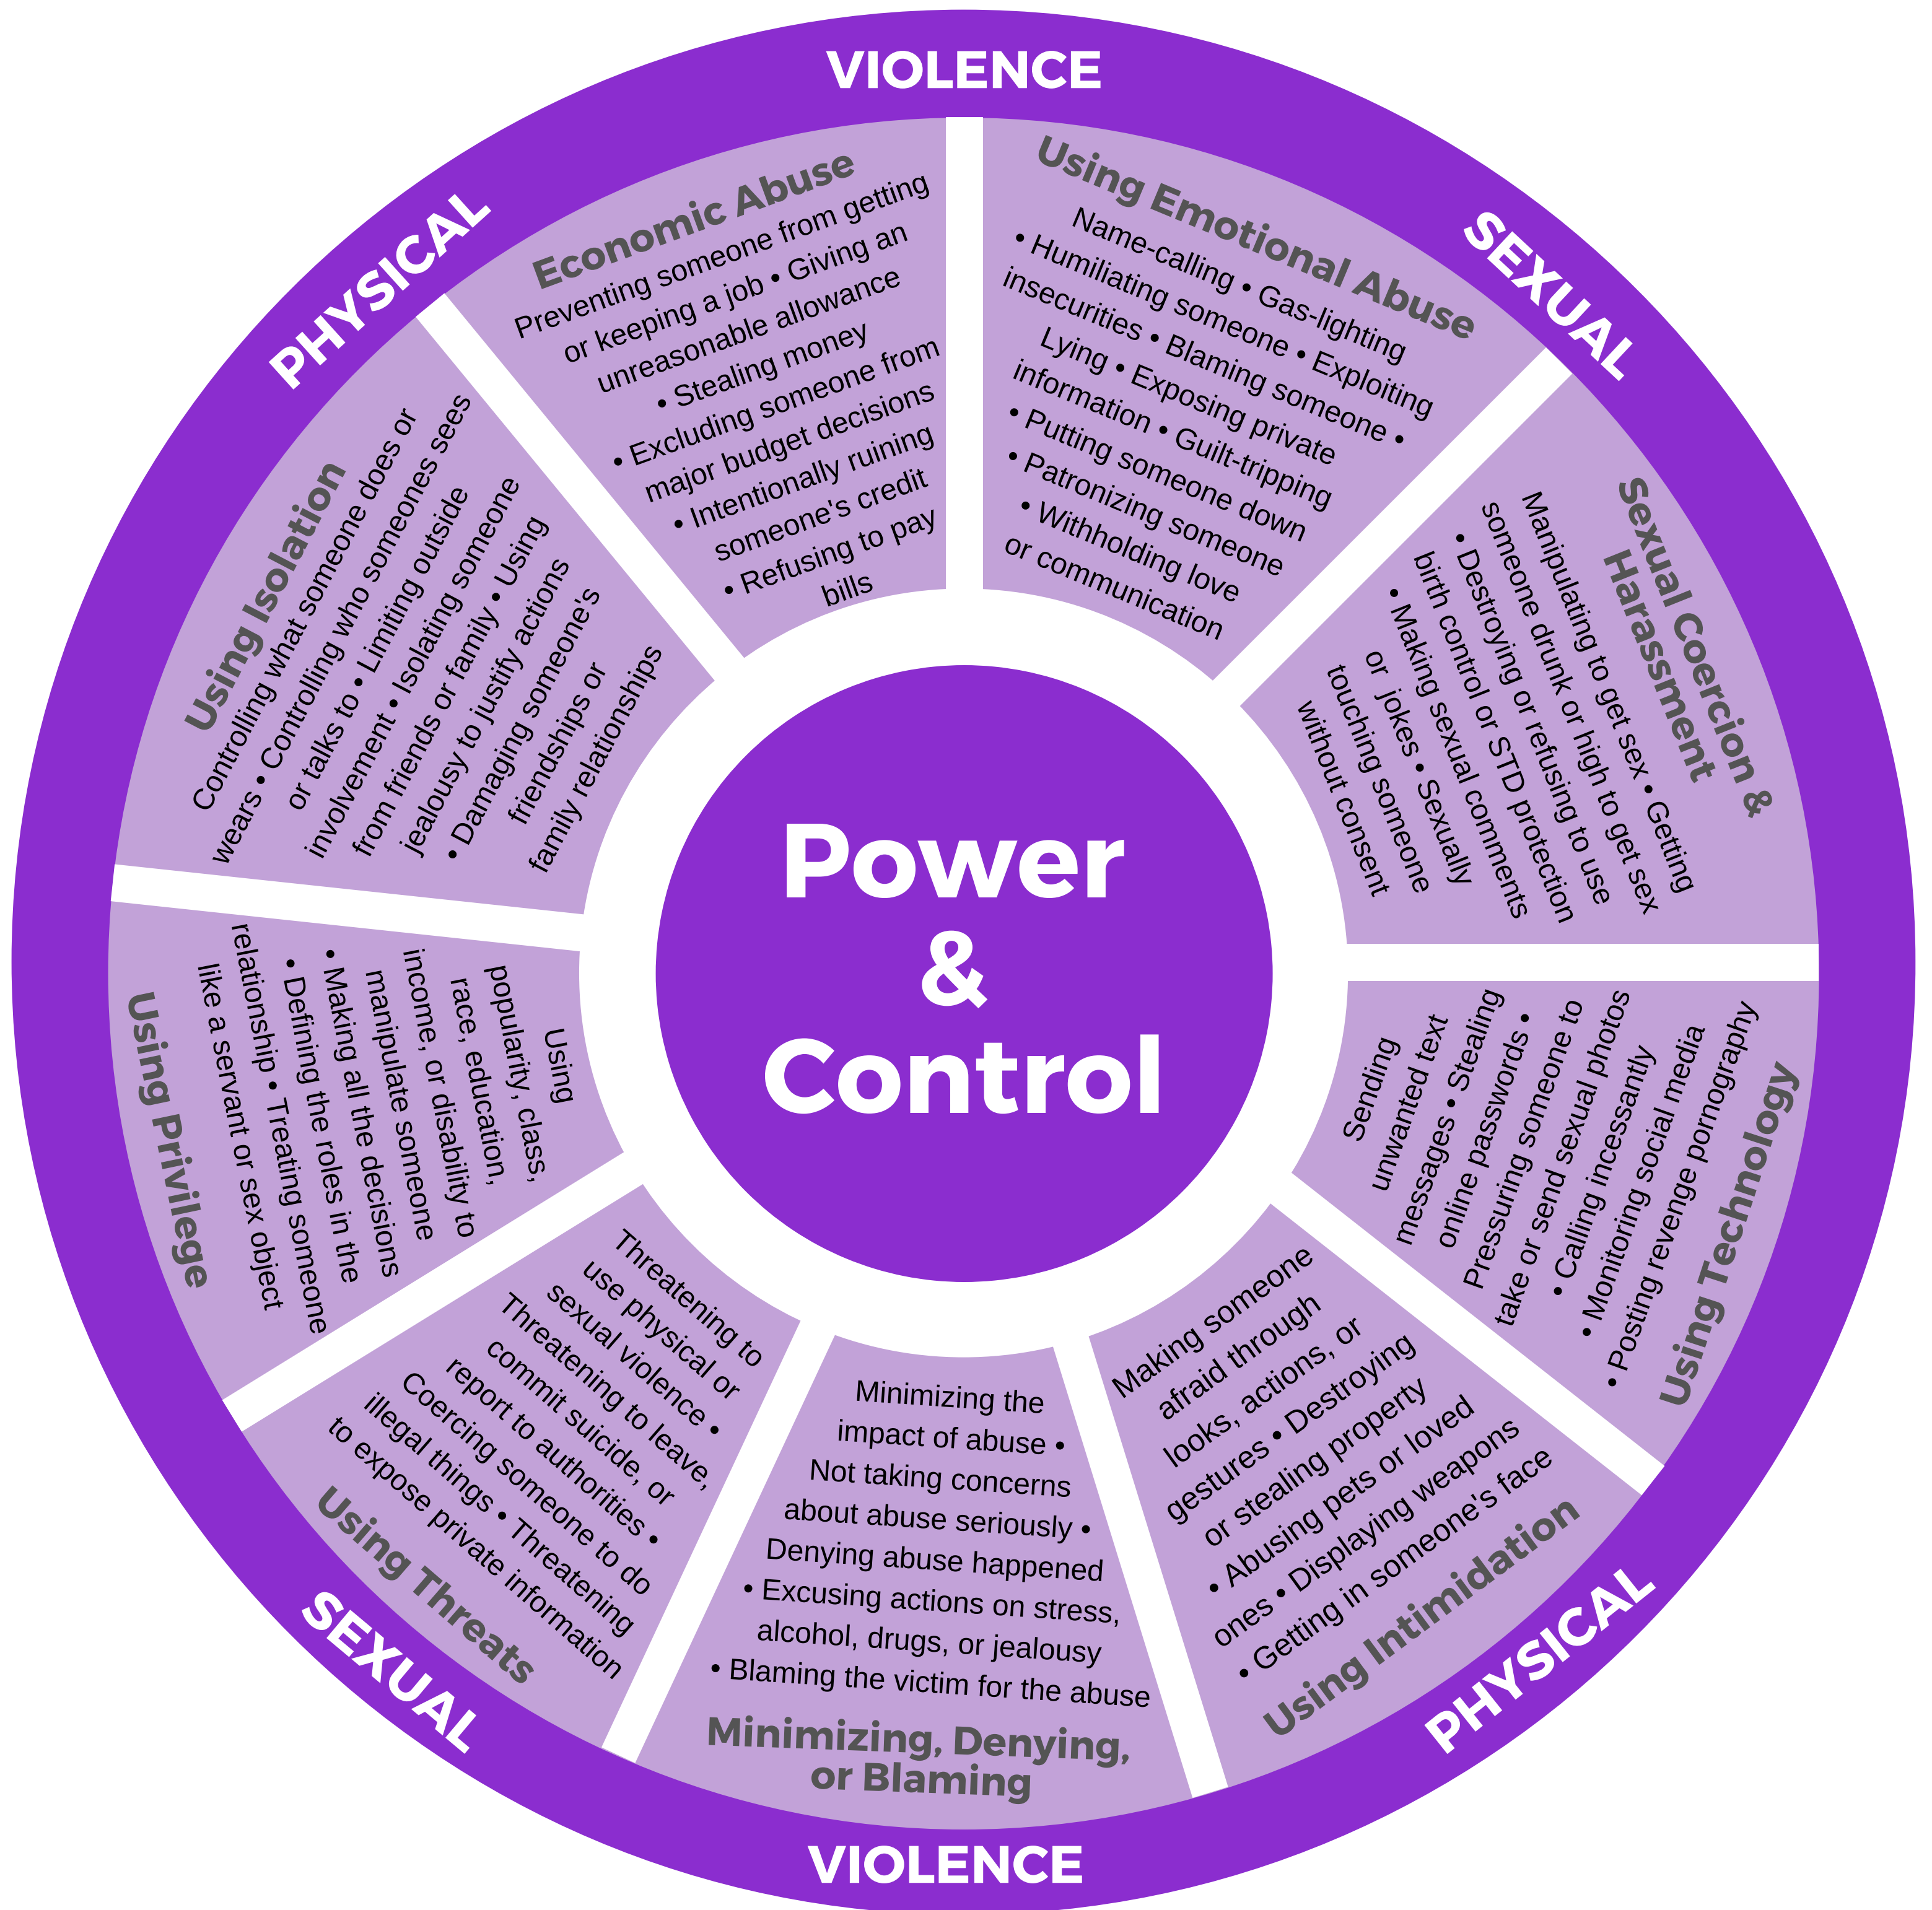 VIOLENCE
SEXUAL
PHYSICAL
VIOLENCE
SEXUAL
PHYSICAL
Power
&
Control
Using Emotional Abuse
Name-calling • Gas-lighting
• Humiliating someone • Exploiting
insecurities • Blaming someone •
Lying • Exposing private
information • Guilt-tripping
• Putting someone down
• Patronizing someone
• Withholding love
or communication
Sexual Coercion &
Harassment
Manipulating to get sex • Getting
someone drunk or high to get sex
• Destroying or refusing to use
birth control or STD protection
• Making sexual comments
or jokes • Sexually
touching someone
without consent
Sending
unwanted text
messages • Stealing
online passwords •
Pressuring someone to
take or send sexual photos
• Calling incessantly
• Monitoring social media
• Posting revenge pornography
Using Technology
Making someone
afraid through
looks, actions, or
gestures • Destroying
or stealing property
• Abusing pets or loved
ones • Displaying weapons
• Getting in someone's face
Using Intimidation
Minimizing the
impact of abuse •
Not taking concerns
about abuse seriously •
Denying abuse happened
• Excusing actions on stress,
alcohol, drugs, or jealousy
• Blaming the victim for the abuse
Minimizing, Denying,
or Blaming
Threatening to
use physical or
sexual violence •
Threatening to leave,
commit suicide, or
report to authorities •
Coercing someone to do
illegal things • Threatening
to expose private information
Using Threats
Using
popularity, class,
race, education,
income, or disability to
manipulate someone
• Making all the decisions
• Defining the roles in the
relationship • Treating someone
like a servant or sex object
Using Privilege
Using Isolation
Controlling what someone does or
wears • Controlling who someones sees
or talks to • Limiting outside
involvement • Isolating someone
from friends or family • Using
jealousy to justify actions
• Damaging someone's
friendships or
family relationships
Economic Abuse
Preventing someone from getting
or keeping a job • Giving an
unreasonable allowance
• Stealing money
• Excluding someone from
major budget decisions
• Intentionally ruining
someone's credit
• Refusing to pay
bills